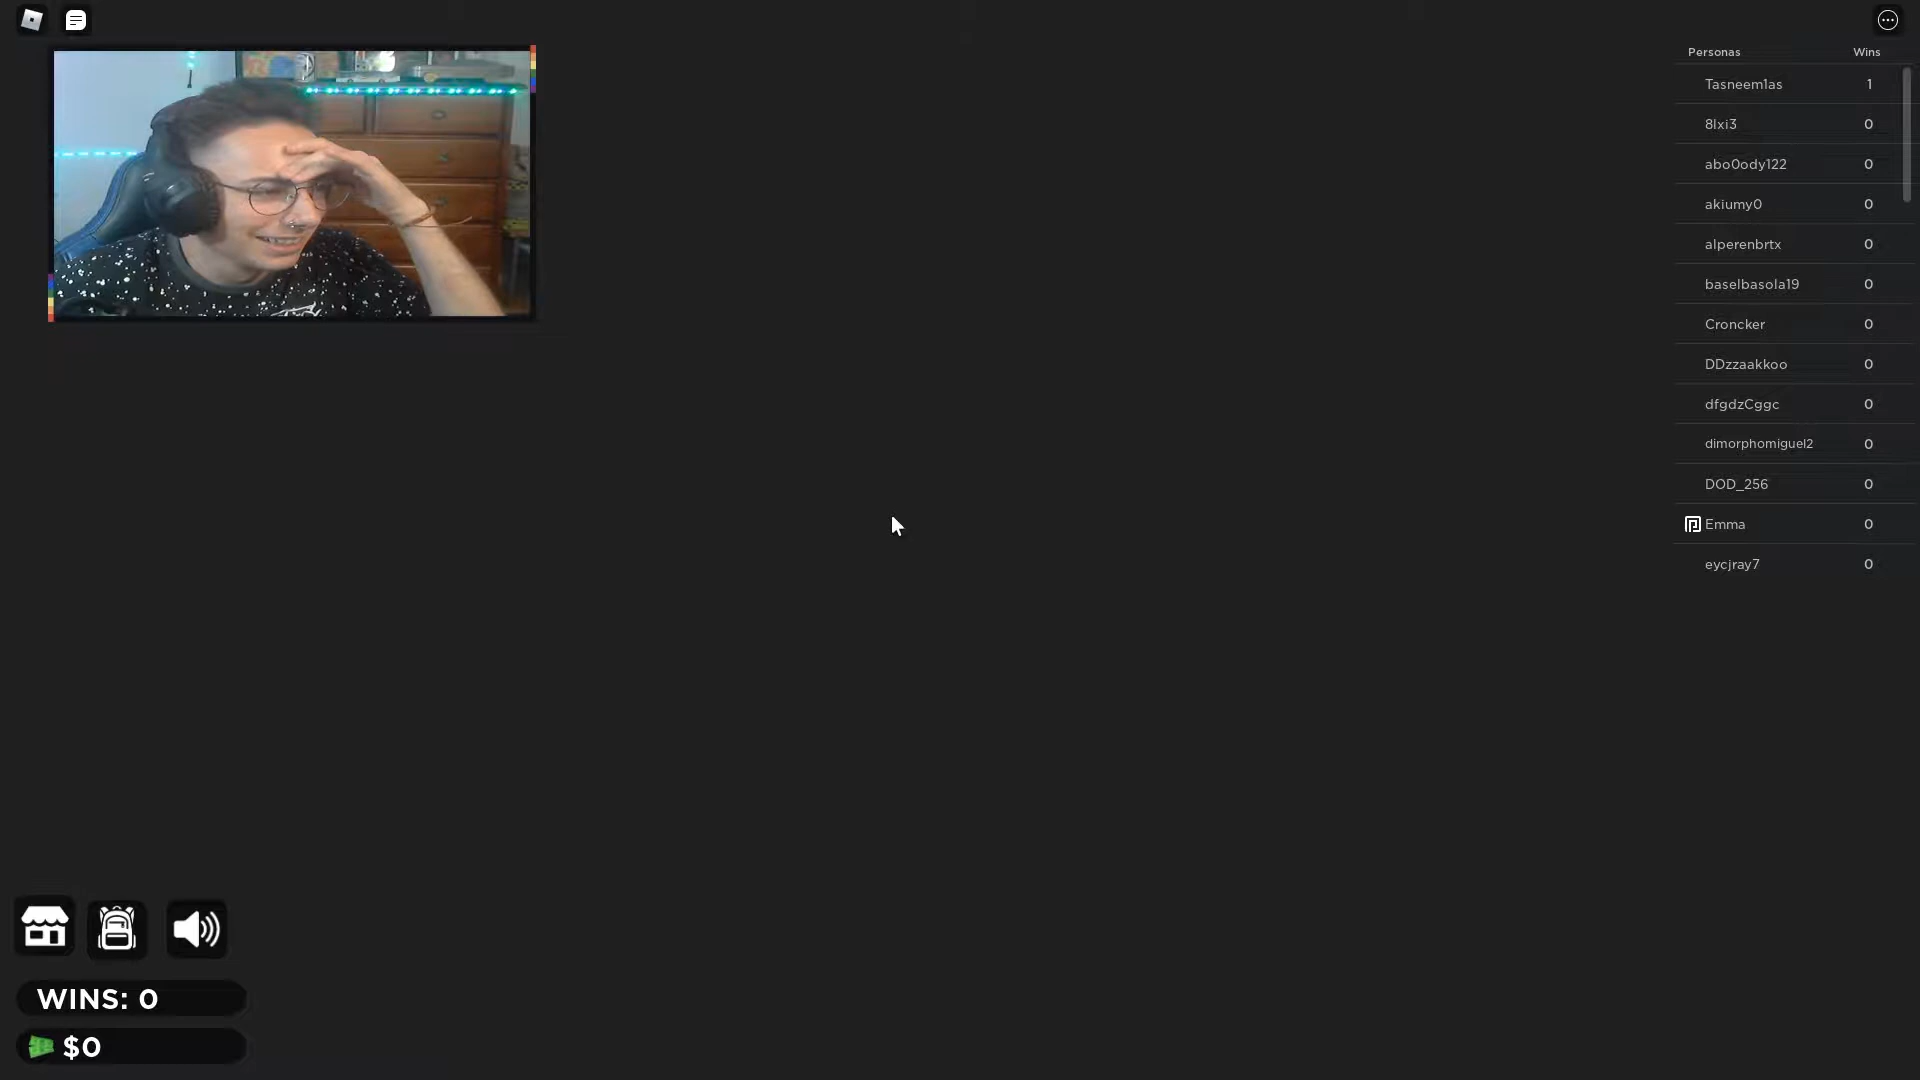 Personas Wins
Tasneem1as 1
8lxi3 0
abo0ody122 0
akiumy0 0
alperenbrtx 0
baselbasola19 0
Croncker 0
DDzzaakkoo 0
dfgdzCggc 0
dimorphomiguel2 0
DOD_256 0
Emma 0
eycjray7 0
WINS: 0
$0